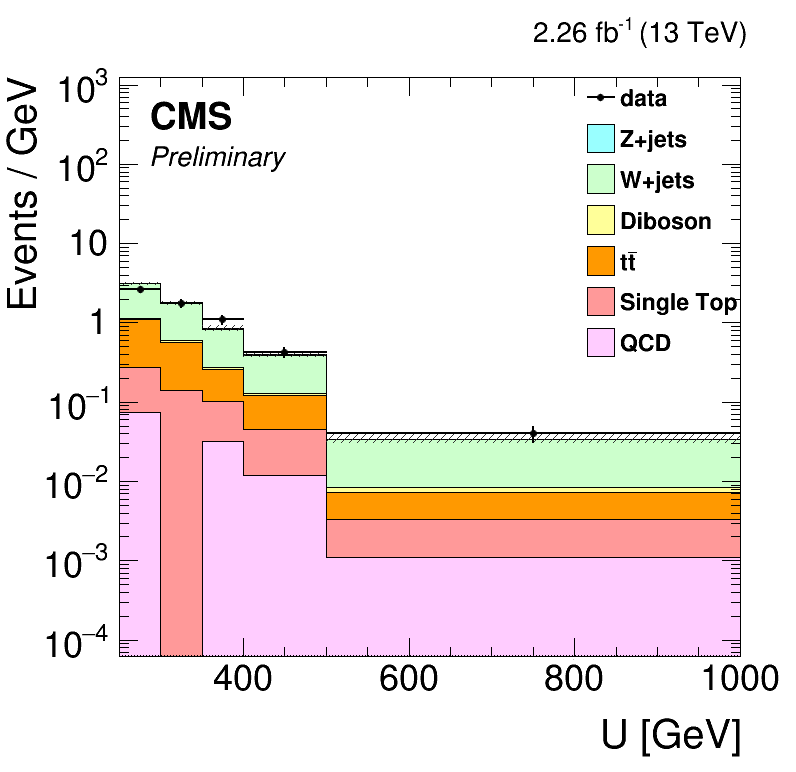 2.26 fb⁻¹ (13 TeV)
Events / GeV
10³
10²
10
1
10⁻¹
10⁻²
10⁻³
10⁻⁴
CMS
Preliminary
data
Z+jets
W+jets
Diboson
tt̄
Single Top
QCD
400
600
800
1000
U [GeV]